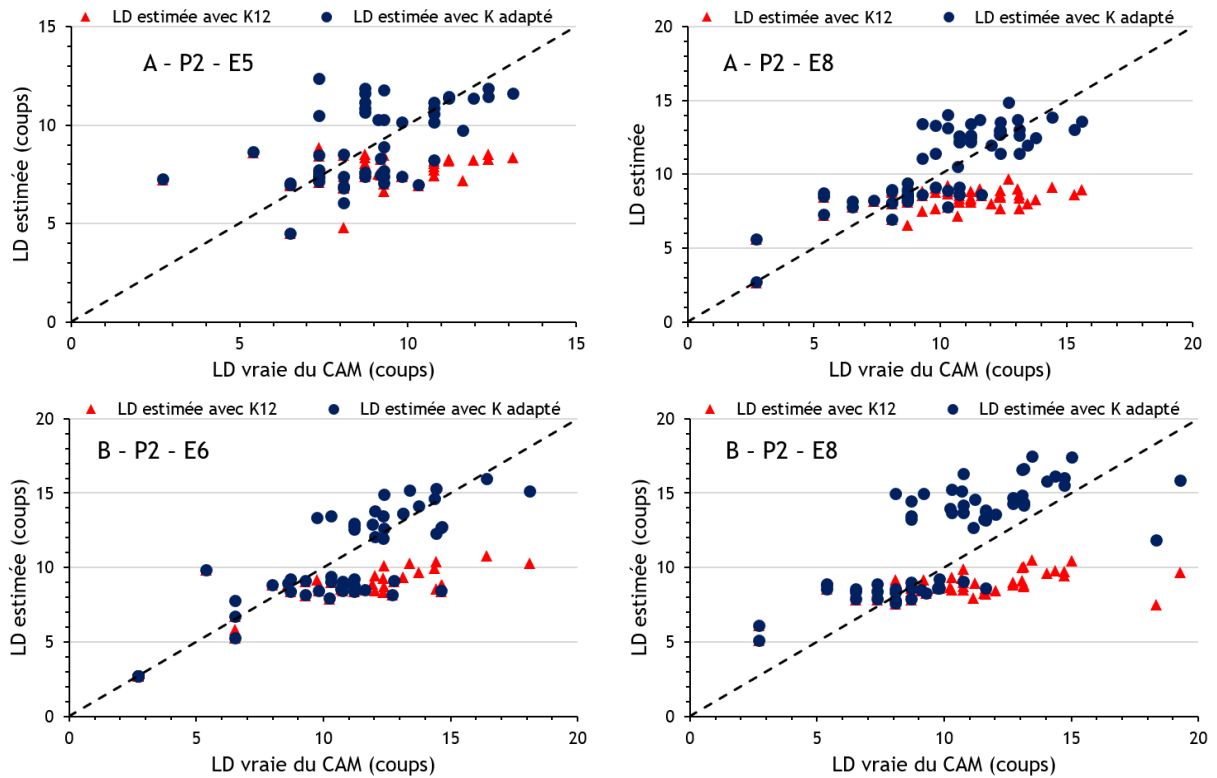 LD estimée avec K12 LD estimée avec K adapté
15
A - P2 - E5
10
5
0
0 5 10 15
LD estimée (coups)
LD vraie du CAM (coups)
LD estimée avec K12 LD estimée avec K adapté
20
A - P2 - E8
15
10
5
0
0 5 10 15 20
LD estimée
LD vraie du CAM (coups)
LD estimée avec K12 LD estimée avec K adapté
20
B - P2 - E6
15
10
5
0
0 5 10 15 20
LD estimée (coups)
LD vraie du CAM (coups)
LD estimée avec K12 LD estimée avec K adapté
20
B - P2 - E8
15
10
5
0
0 5 10 15 20
LD estimée (coups)
LD vraie du CAM (coups)